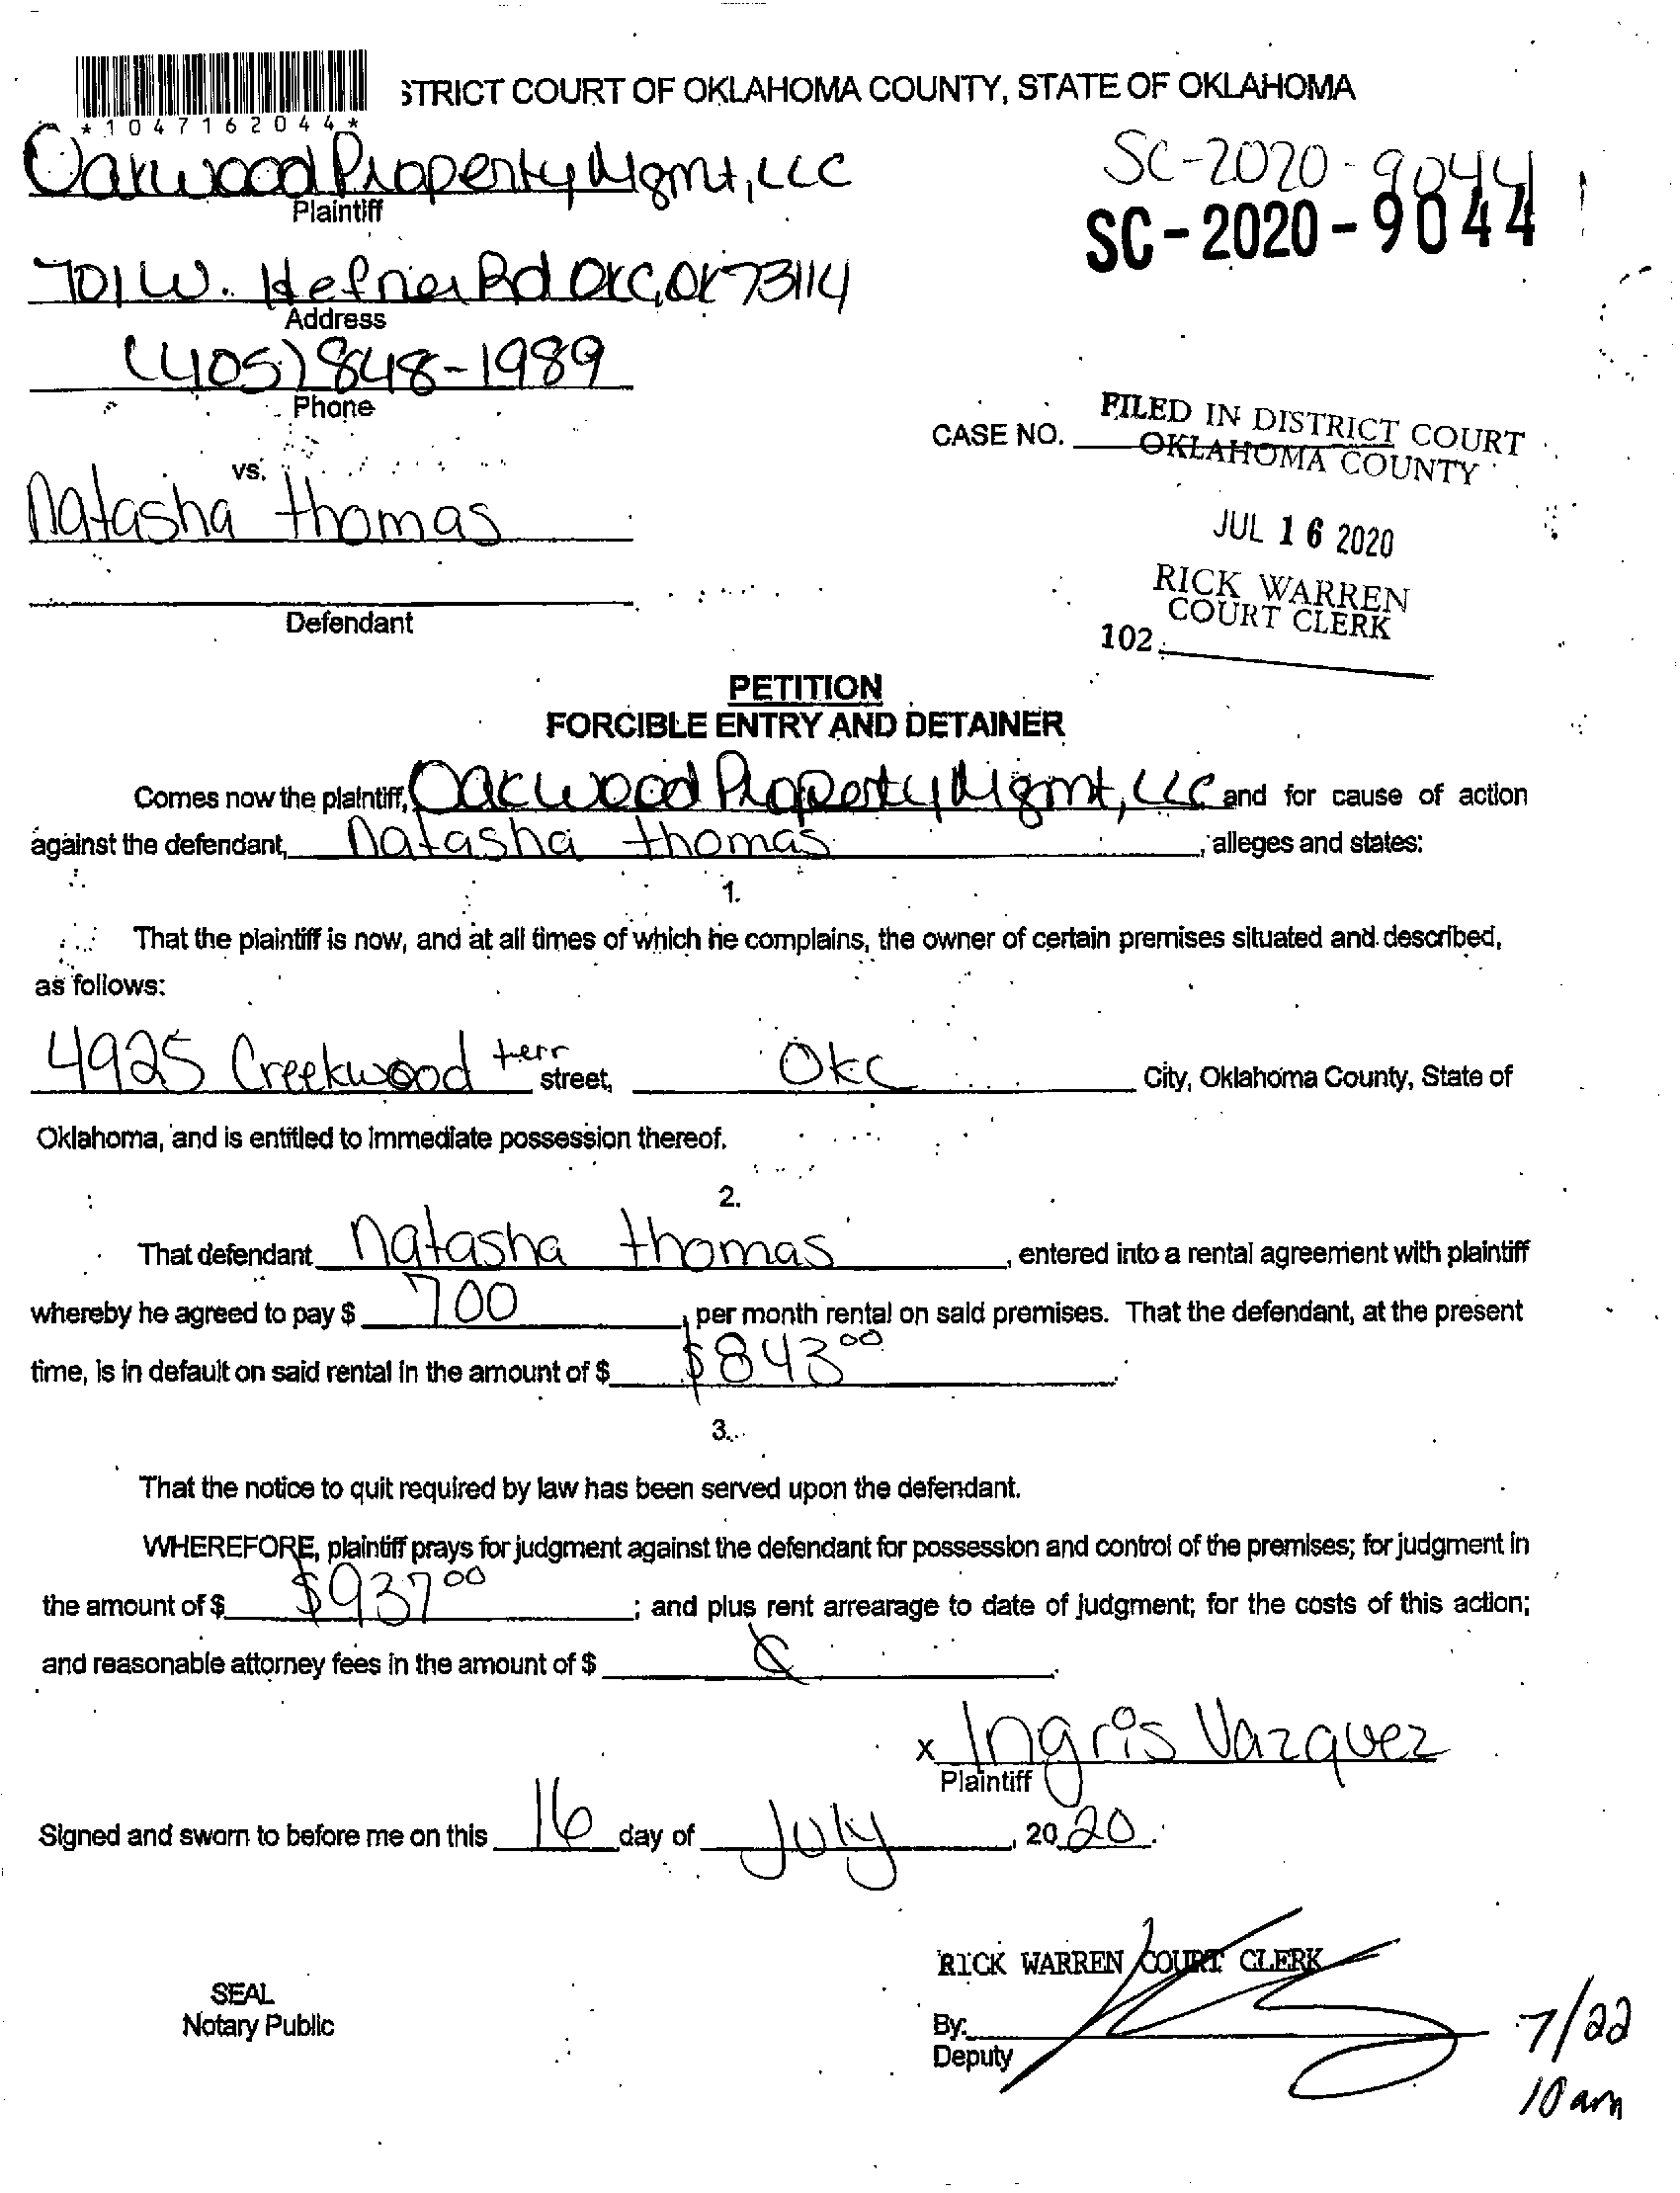 STRICT COURT OF OKLAHOMA COUNTY, STATE OF OKLAHOMA
*1047162044*
Oakwood Property Mgmt, LLC
Plaintiff
SC-2020-9044
SC-2020-9044
701 W. Hefner Rd OKC, OK 73114
Address
(405) 848-1989
Phone
CASE NO.
FILED IN DISTRICT COURT
OKLAHOMA COUNTY
vs.
Natasha thomas
JUL 16 2020
RICK WARREN
COURT CLERK
102
Defendant
PETITION
FORCIBLE ENTRY AND DETAINER
Comes now the plaintiff, Oakwood Property Mgmt, LLC and for cause of action
against the defendant, Natasha thomas, alleges and states:
1.
That the plaintiff is now, and at all times of which he complains, the owner of certain premises situated and described,
as follows:
4925 Creekwood terr street, OKC City, Oklahoma County, State of
Oklahoma, and is entitled to immediate possession thereof.
2.
That defendant Natasha thomas, entered into a rental agreement with plaintiff
whereby he agreed to pay $ 700, per month rental on said premises. That the defendant, at the present
time, is in default on said rental in the amount of $ $843 00.
3.
That the notice to quit required by law has been served upon the defendant.
WHEREFORE, plaintiff prays for judgment against the defendant for possession and control of the premises; for judgment in
the amount of $ $937 00; and plus rent arrearage to date of judgment; for the costs of this action;
and reasonable attorney fees in the amount of $
x Ingris Vazquez
Plaintiff
Signed and sworn to before me on this 16 day of July, 2020.
RICK WARREN COURT CLERK
SEAL
Notary Public
By:
Deputy
7/22
10 am